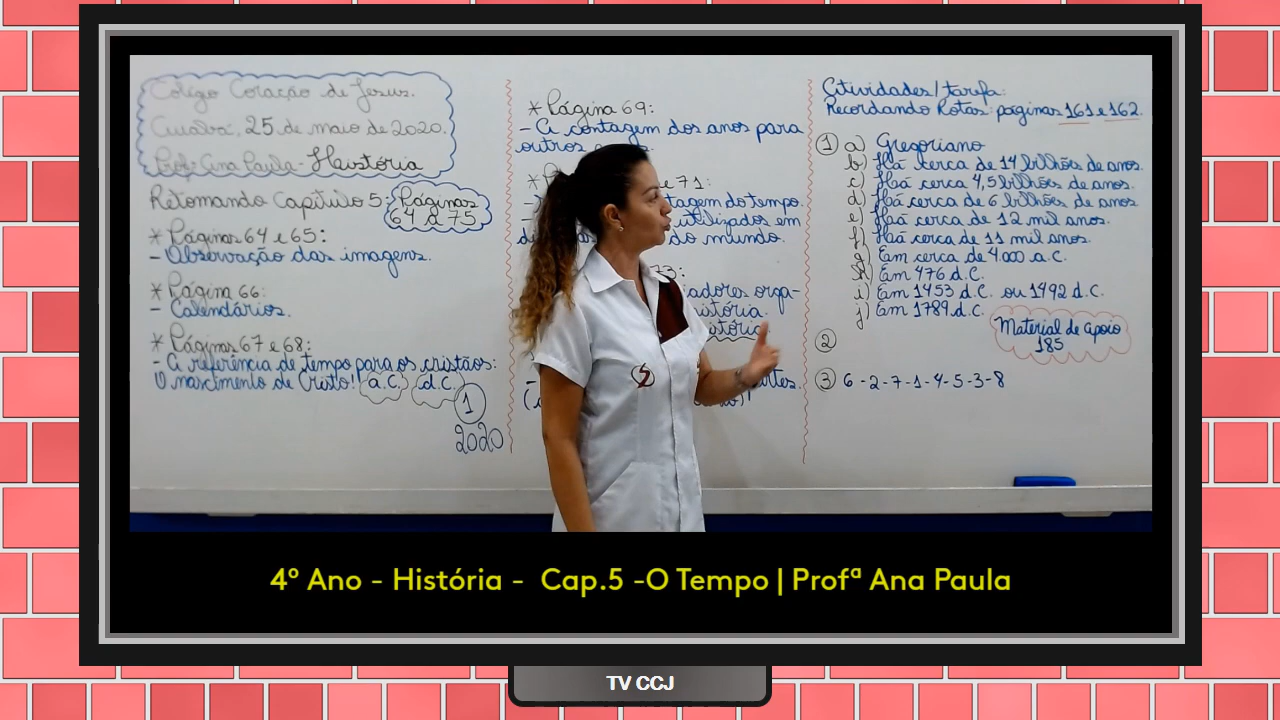 Colégio Coração de Jesus.
Cuiabá, 25 de maio de 2020.
Prof.ª Ana Paula - História
Retomando Capítulo 5: Páginas
64 a 75
* Páginas 64 e 65:
- Observação das imagens.
* Página 66:
- Calendários.
* Páginas 67 e 68:
- A referência de tempo para os cristãos:
O nascimento de Cristo! a.C. d.C.
1
2020
* Página 69:
- A contagem dos anos para
outros
e 71:
tagem do tempo.
utilizados em
do mundo.
73:
iadores orga-
istória.
istória
rtes.
Atividades/tarefa:
Recordando Rotas: páginas 161 e 162.
1 a) Gregoriano
b) Há cerca de 14 bilhões de anos.
c) Há cerca 4,5 bilhões de anos.
d) Há cerca de 6 bilhões de anos.
e) Há cerca de 12 mil anos.
f) Há cerca de 11 mil anos.
g) Em cerca de 4000 a.C.
h) Em 476 d.C.
i) Em 1453 d.C. ou 1492 d.C.
j) Em 1789 d.C.
Material de apoio
185
2
3 6-2-7-1-4-5-3-8
4º Ano - História - Cap.5 -O Tempo | Profª Ana Paula
TV CCJ